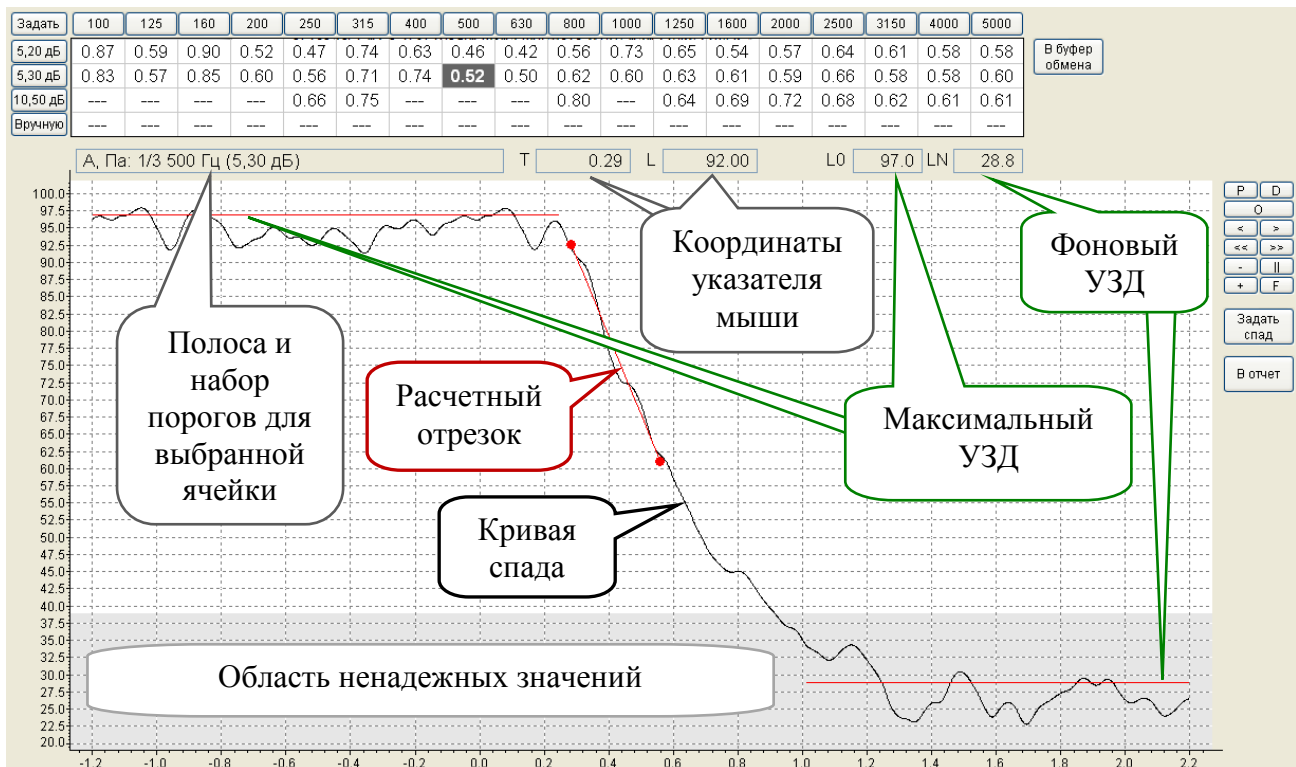 Задать 100 125 160 200 250 315 400 500 630 800 1000 1250 1600 2000 2500 3150 4000 5000
5,20 дБ 0.87 0.59 0.90 0.52 0.47 0.74 0.63 0.46 0.42 0.56 0.73 0.65 0.54 0.57 0.64 0.61 0.58 0.58
5,30 дБ 0.83 0.57 0.85 0.60 0.56 0.71 0.74 0.52 0.50 0.62 0.60 0.63 0.61 0.59 0.66 0.58 0.58 0.60
10,50 дБ --- --- --- --- 0.66 0.75 --- --- --- 0.80 --- 0.64 0.69 0.72 0.68 0.62 0.61 0.61
Вручную --- --- --- --- --- --- --- --- --- --- --- --- --- --- --- --- --- ---
В буфер
обмена
А, Па: 1/3 500 Гц (5,30 дБ) T 0.29 L 92.00 L0 97.0 LN 28.8
100.0
97.5
95.0
92.5
90.0
87.5
85.0
82.5
80.0
77.5
75.0
72.5
70.0
67.5
65.0
62.5
60.0
57.5
55.0
52.5
50.0
47.5
45.0
42.5
40.0
37.5
35.0
32.5
30.0
27.5
25.0
22.5
20.0
Полоса и
набор
порогов для
выбранной
ячейки
Расчетный
отрезок
Кривая
спада
Координаты
указателя
мыши
Максимальный
УЗД
Фоновый
УЗД
Область ненадежных значений
P D
O
< >
<< >>
- ||
+ F
Задать
спад
В отчет
-1.2 -1.0 -0.8 -0.6 -0.4 -0.2 0.0 0.2 0.4 0.6 0.8 1.0 1.2 1.4 1.6 1.8 2.0 2.2